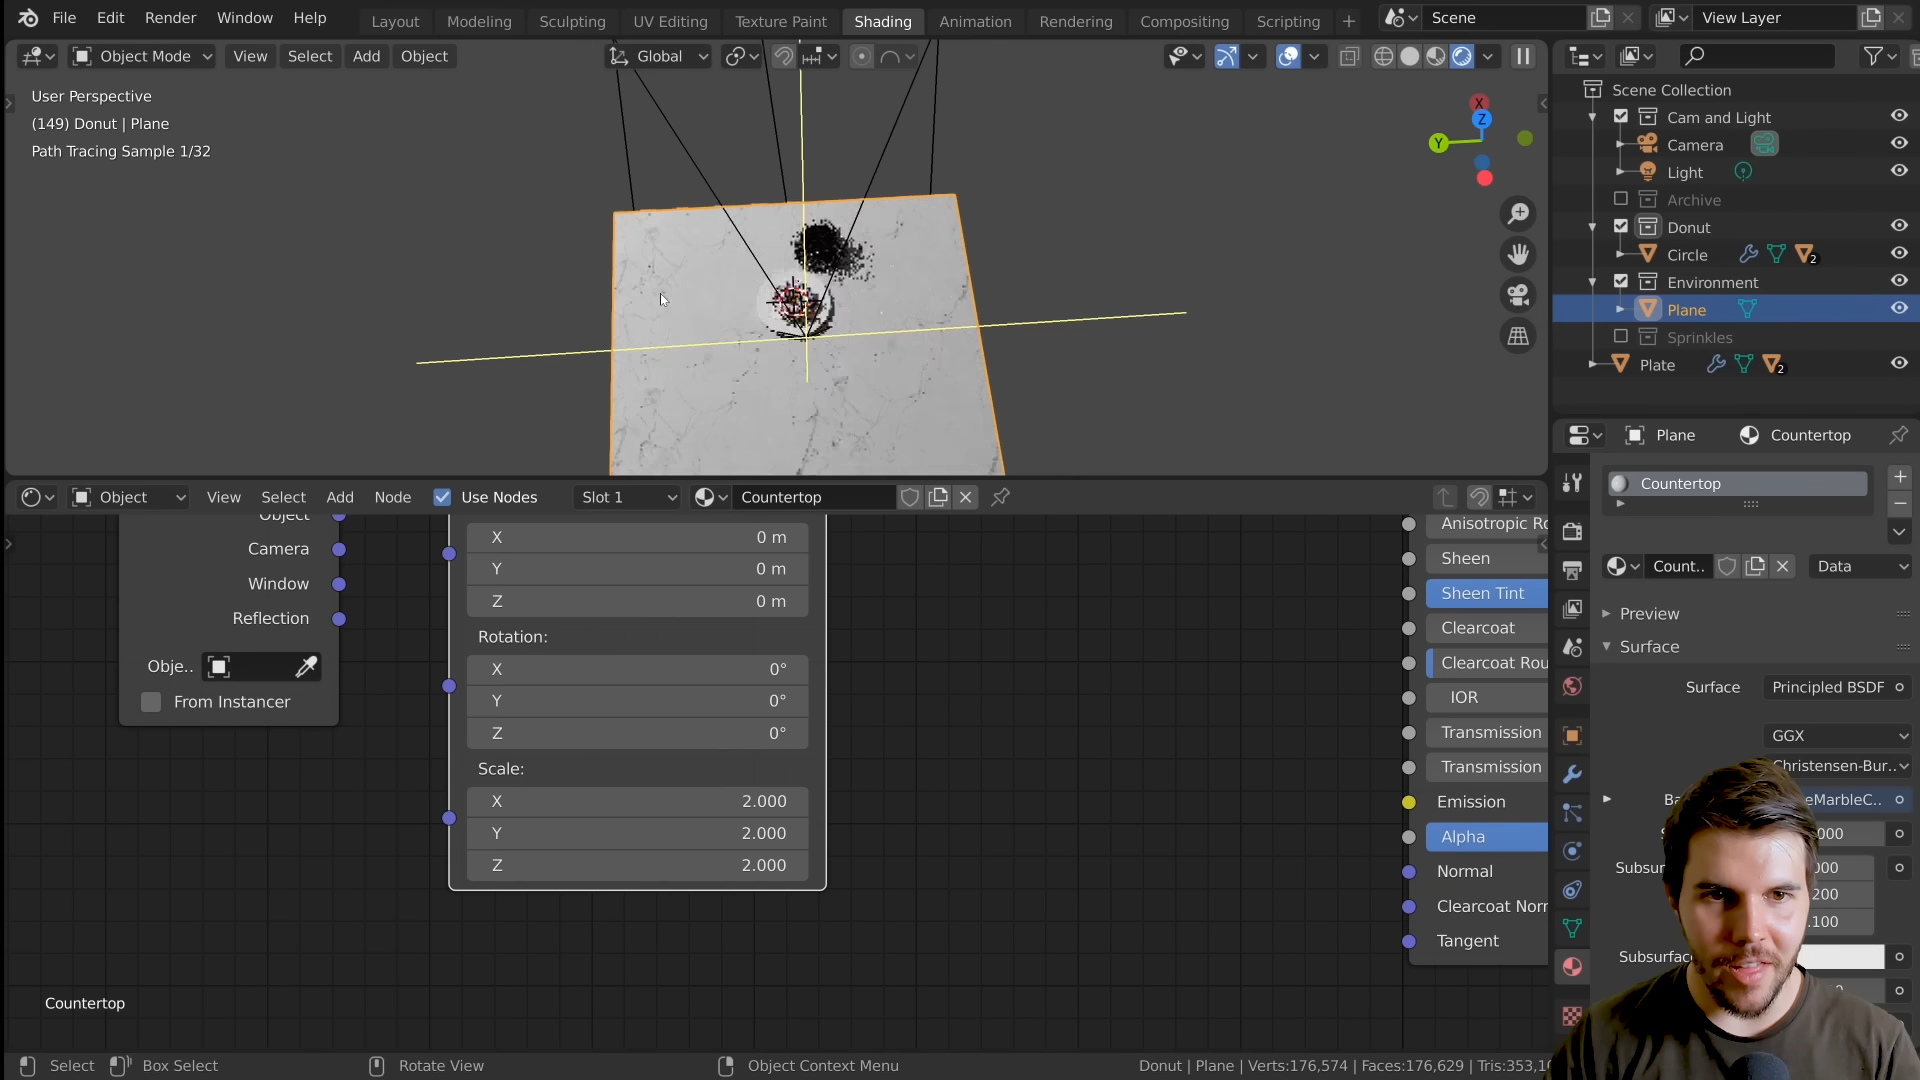 File Edit Render Window Help Layout Modeling Sculpting UV Editing Texture Paint Shading Animation Rendering Compositing Scripting + Scene View Layer
Object Mode View Select Add Object Global
User Perspective
(149) Donut | Plane
Path Tracing Sample 1/32
X
Z
Y
Scene Collection
Cam and Light
Camera
Light
Archive
Donut
Circle 2
Environment
Plane
Sprinkles
Plate 2
Object View Select Add Node Use Nodes Slot 1 Countertop
Object
Camera
Window
Reflection
Obje..
From Instancer
X 0 m
Y 0 m
Z 0 m
Rotation:
X 0°
Y 0°
Z 0°
Scale:
X 2.000
Y 2.000
Z 2.000
Anisotropic Ro
Sheen
Sheen Tint
Clearcoat
Clearcoat Rou
IOR
Transmission
Transmission
Emission
Alpha
Normal
Clearcoat Norr
Tangent
Countertop
Plane Countertop
Countertop
Count.. Data
Preview
Surface
Surface Principled BSDF
GGX
Christensen-Bur..
Ba eMarbleC..
S 000
Subsur 000
200
.100
Subsurfac
Select Box Select Rotate View Object Context Menu Donut | Plane | Verts:176,574 | Faces:176,629 | Tris:353,1